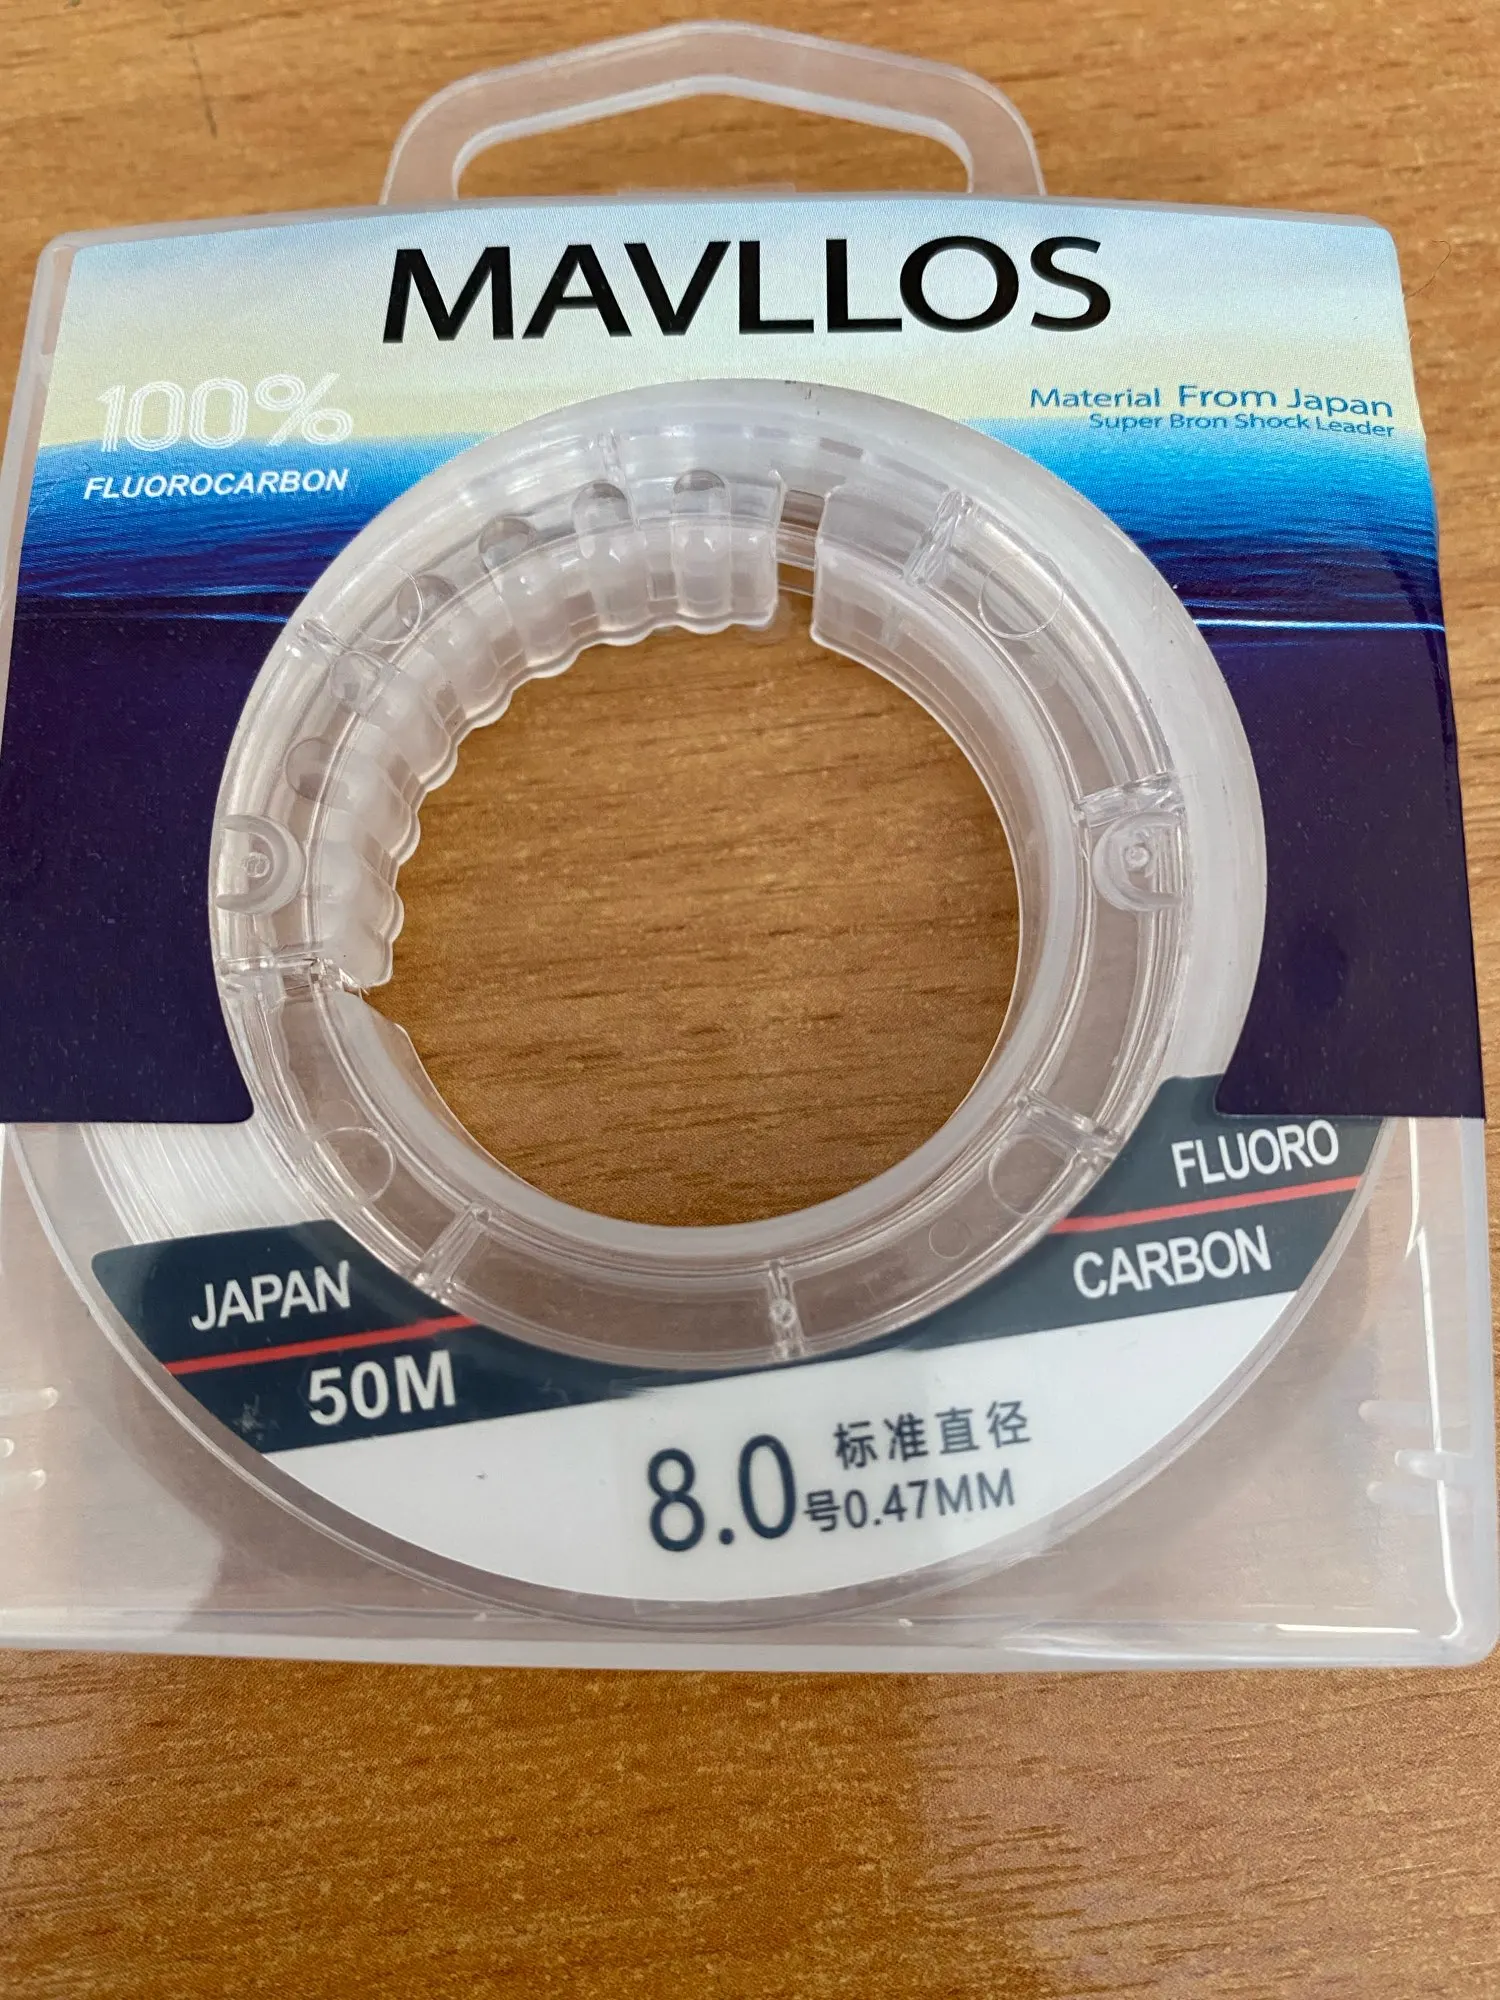 MAVLLOS
100%
FLUOROCARBON
Material From Japan
Super Bron Shock Leader
FLUORO
CARBON
JAPAN
50M
8.0号
标准直径
0.47MM